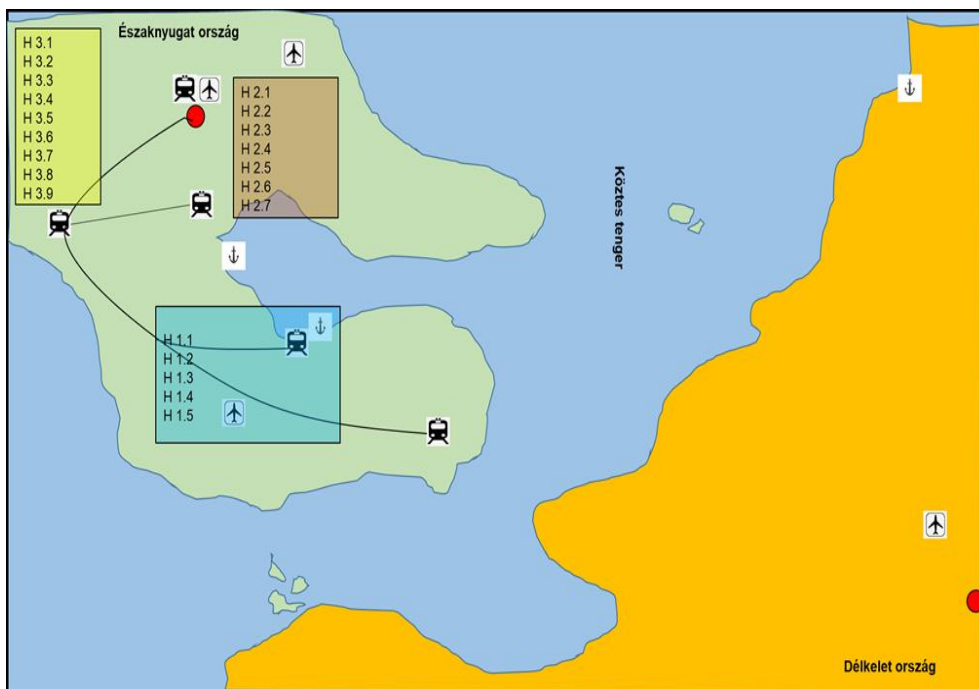 Északnyugat ország
H 3.1
H 3.2
H 3.3
H 3.4
H 3.5
H 3.6
H 3.7
H 3.8
H 3.9
H 2.1
H 2.2
H 2.3
H 2.4
H 2.5
H 2.6
H 2.7
Köztes tenger
H 1.1
H 1.2
H 1.3
H 1.4
H 1.5
Délkelet ország